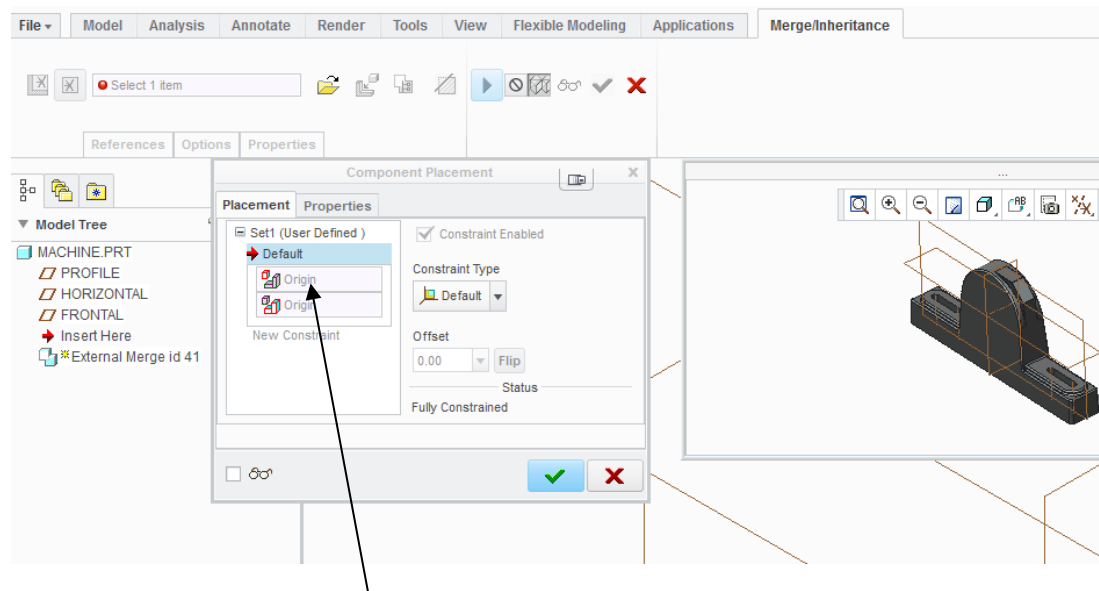 File Model Analysis Annotate Render Tools View Flexible Modeling Applications Merge/Inheritance
Select 1 item
References Options Properties
Component Placement X
...
Placement Properties
Model Tree
Set1 (User Defined )
Constraint Enabled
MACHINE.PRT
Default
PROFILE
Constraint Type
Origin
HORIZONTAL
Default
Origin
FRONTAL
Insert Here
New Constraint
Offset
External Merge id 41
0.00 Flip
Status
Fully Constrained